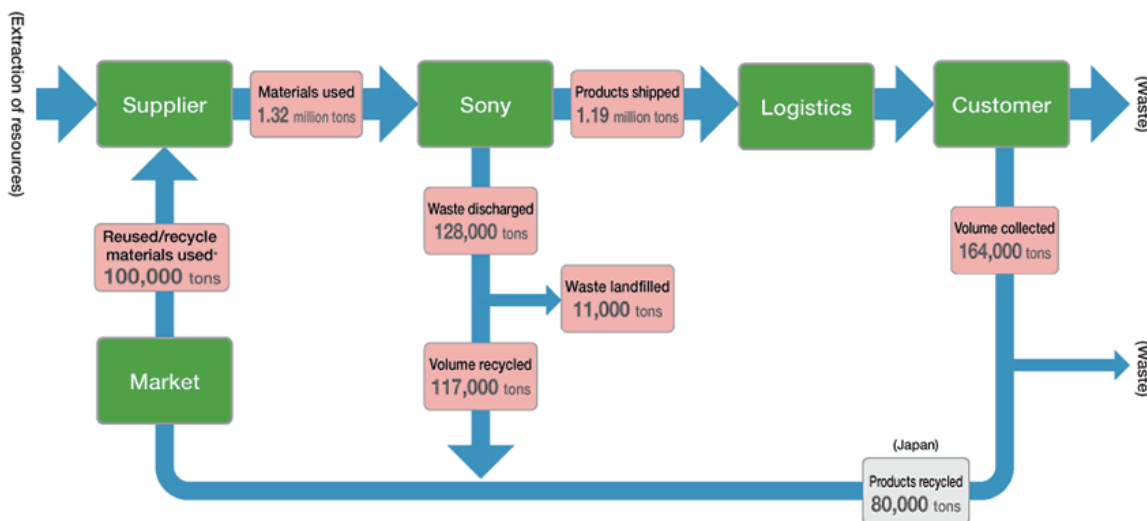 (Extraction of resources)
Supplier
Materials used
1.32 million tons
Sony
Products shipped
1.19 million tons
Logistics
Customer
(Waste)
Reused/recycle
materials used*
100,000 tons
Waste discharged
128,000 tons
Volume collected
164,000 tons
Waste landfilled
11,000 tons
Market
Volume recycled
117,000 tons
(Waste)
(Japan)
Products recycled
80,000 tons